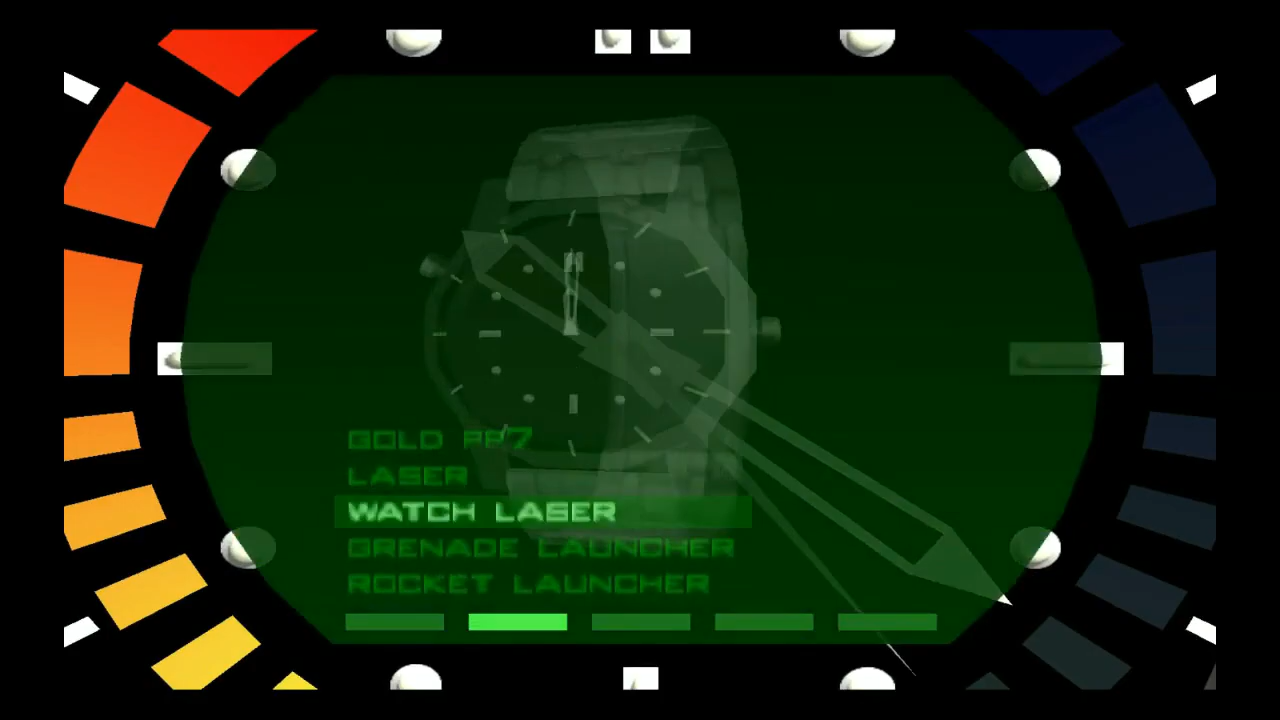 GOLD PP7
LASER
WATCH LASER
GRENADE LAUNCHER
ROCKET LAUNCHER